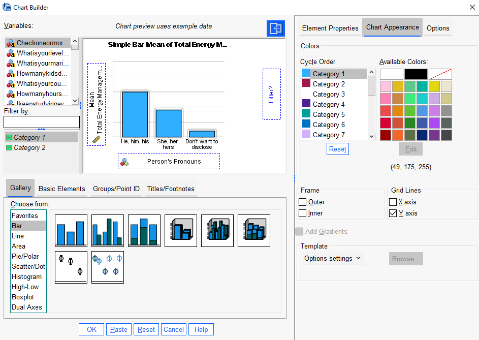 Chart Builder
Variables:
Chart preview uses example data
Checkoneormor...
Whatisyourlevel...
Whatisyourmari...
Howmanykidsd...
Whatisyourcou...
Howmanyhours...
Filter by
Category 1
Category 2
Simple Bar Mean of Total Energy M...
Mean
Total Energy Managem...
Filter?
He, him, his
She, her, hers
Don't want to disclose
Person's Pronouns
Gallery
Basic Elements
Groups/Point ID
Titles/Footnotes
Choose from:
Favorites
Bar
Line
Area
Pie/Polar
Scatter/Dot
Histogram
High-Low
Boxplot
Dual Axes
OK
Paste
Reset
Cancel
Help
Element Properties
Chart Appearance
Options
Colors
Cycle Order
Available Colors:
Category 1
Category 2
Category 3
Category 4
Category 5
Category 6
Category 7
Reset
Edit
(49, 175, 255)
Frame
Grid Lines
Outer
X axis
Inner
Y axis
Add Gradients
Template
Options settings
Browse...